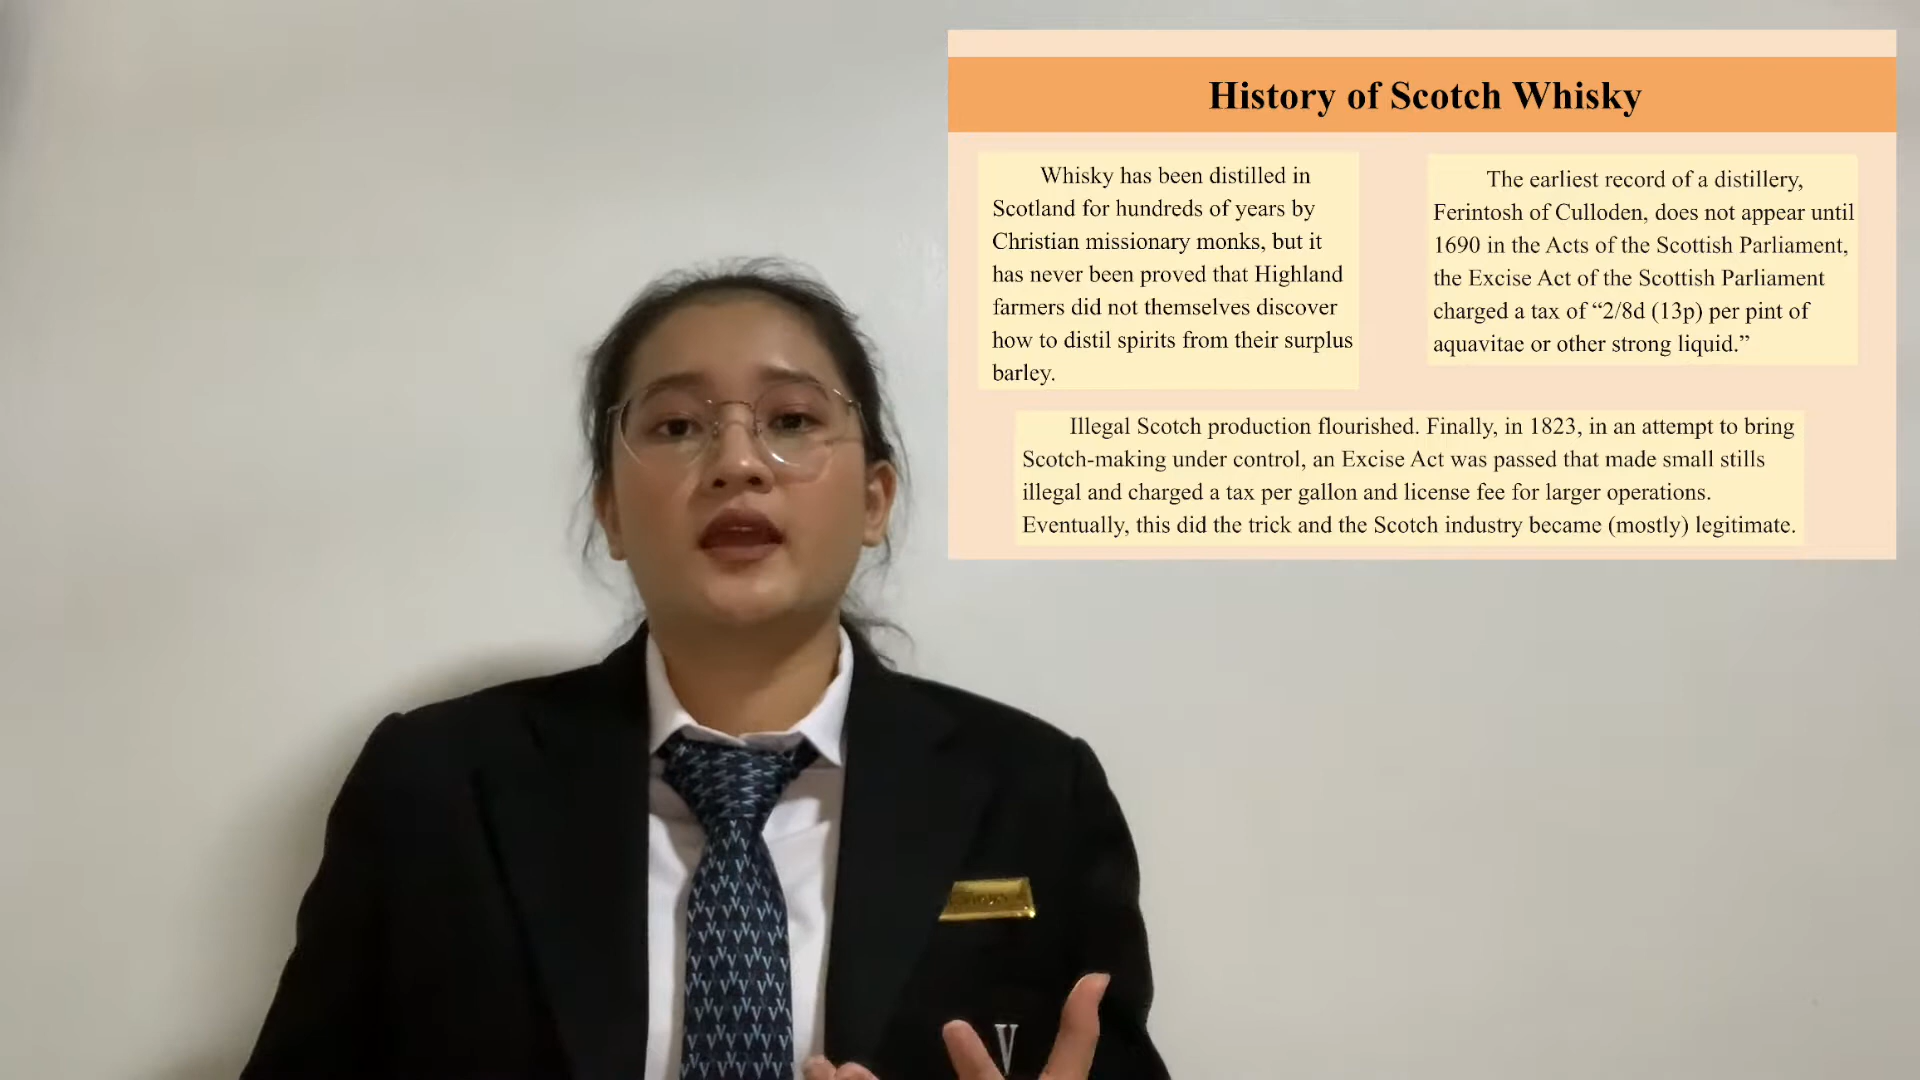 History of Scotch Whisky
Whisky has been distilled in
Scotland for hundreds of years by
Christian missionary monks, but it
has never been proved that Highland
farmers did not themselves discover
how to distil spirits from their surplus
barley.
The earliest record of a distillery,
Ferintosh of Culloden, does not appear until
1690 in the Acts of the Scottish Parliament,
the Excise Act of the Scottish Parliament
charged a tax of “2/8d (13p) per pint of
aquavitae or other strong liquid.”
Illegal Scotch production flourished. Finally, in 1823, in an attempt to bring
Scotch-making under control, an Excise Act was passed that made small stills
illegal and charged a tax per gallon and license fee for larger operations.
Eventually, this did the trick and the Scotch industry became (mostly) legitimate.
V